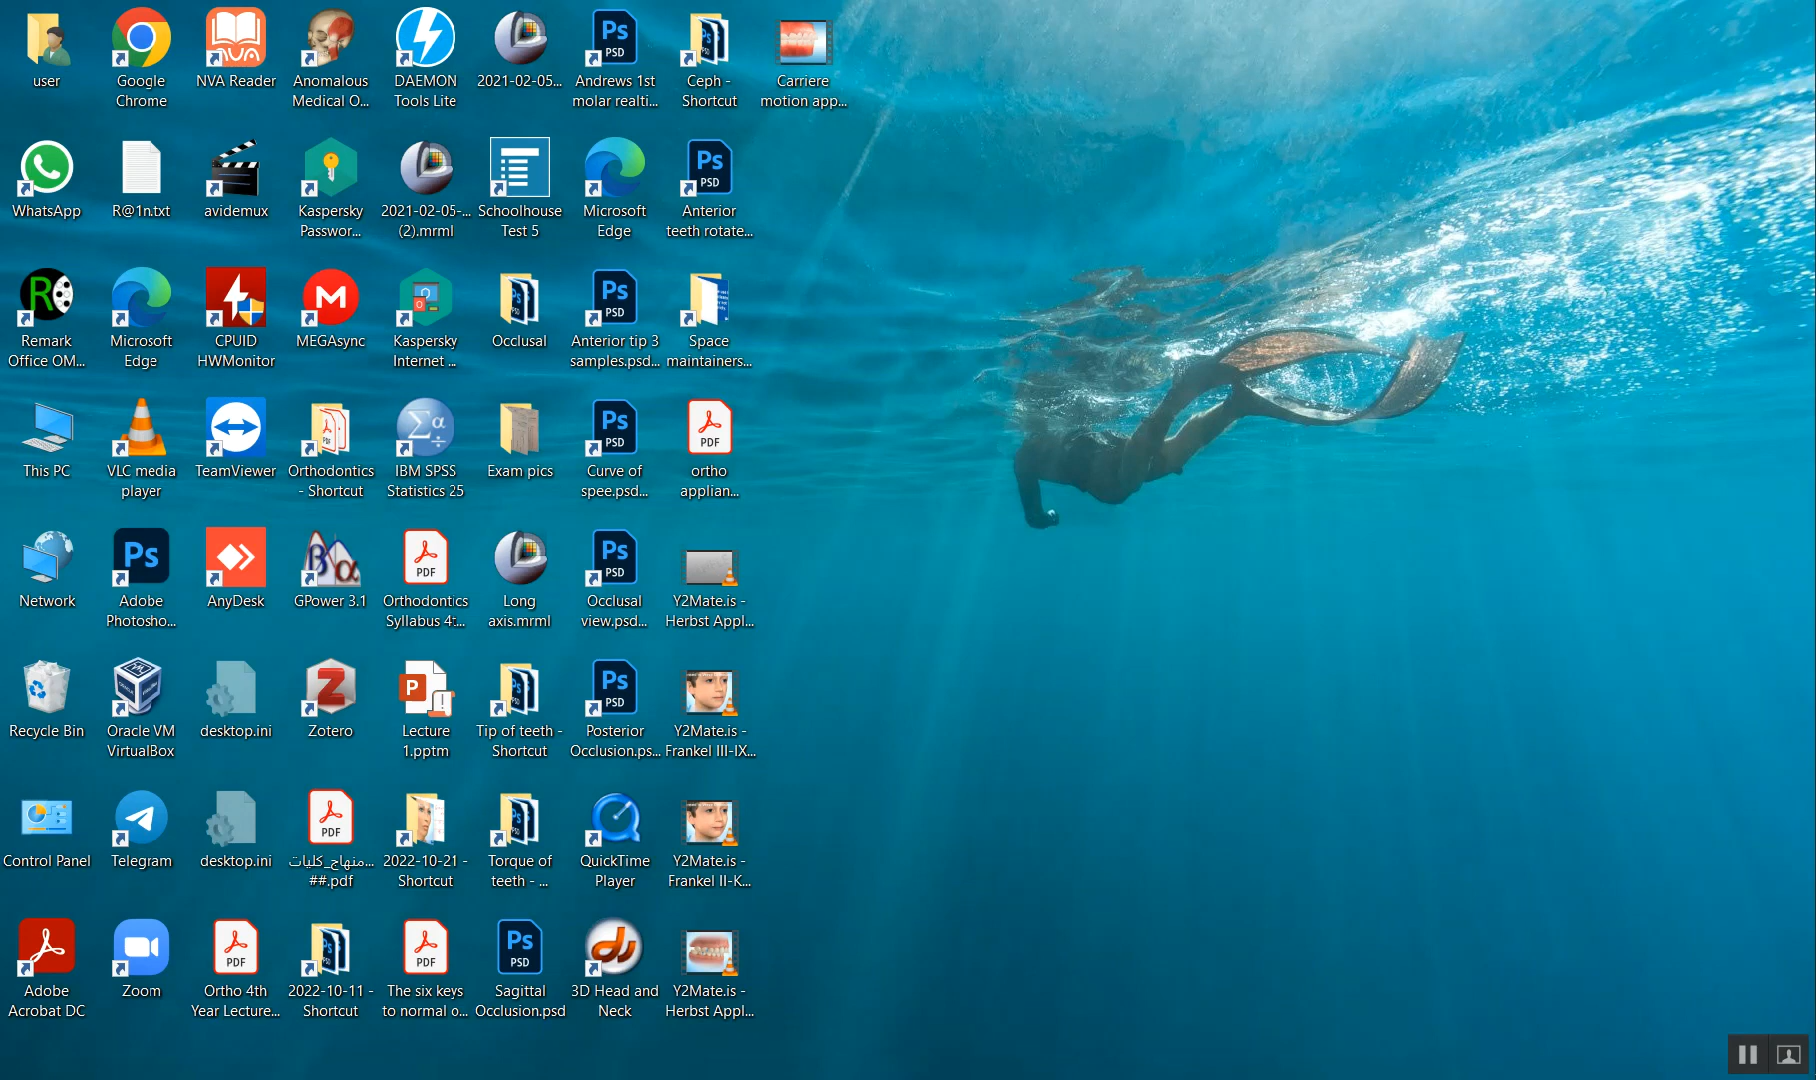 user
Google
Chrome
NVA Reader
Anomalous
Medical O...
DAEMON
Tools Lite
2021-02-05...
Andrews 1st
molar realti...
Ceph -
Shortcut
Carriere
motion app...
WhatsApp
R@1n.txt
avidemux
Kaspersky
Passwor...
2021-02-05-...
(2).mrml
Schoolhouse
Test 5
Microsoft
Edge
Anterior
teeth rotate...
Remark
Office OM...
Microsoft
Edge
CPUID
HWMonitor
MEGAsync
Kaspersky
Internet ...
Occlusal
Anterior tip 3
samples.psd...
Space
maintainers...
This PC
VLC media
player
TeamViewer
Orthodontics
- Shortcut
IBM SPSS
Statistics 25
Exam pics
Curve of
spee.psd...
ortho
applian...
Network
Adobe
Photosho...
AnyDesk
GPower 3.1
Orthodontics
Syllabus 4t...
Long
axis.mrml
Occlusal
view.psd...
Y2Mate.is -
Herbst Appl...
Recycle Bin
Oracle VM
VirtualBox
desktop.ini
Zotero
Lecture
1.pptm
Tip of teeth -
Shortcut
Posterior
Occlusion.ps...
Y2Mate.is -
Frankel III-IX...
Control Panel
Telegram
desktop.ini
منهاج_كليات...
##.pdf
2022-10-21 -
Shortcut
Torque of
teeth - ...
QuickTime
Player
Y2Mate.is -
Frankel II-K...
Adobe
Acrobat DC
Zoom
Ortho 4th
Year Lecture...
2022-10-11 -
Shortcut
The six keys
to normal o...
Sagittal
Occlusion.psd
3D Head and
Neck
Y2Mate.is -
Herbst Appl...